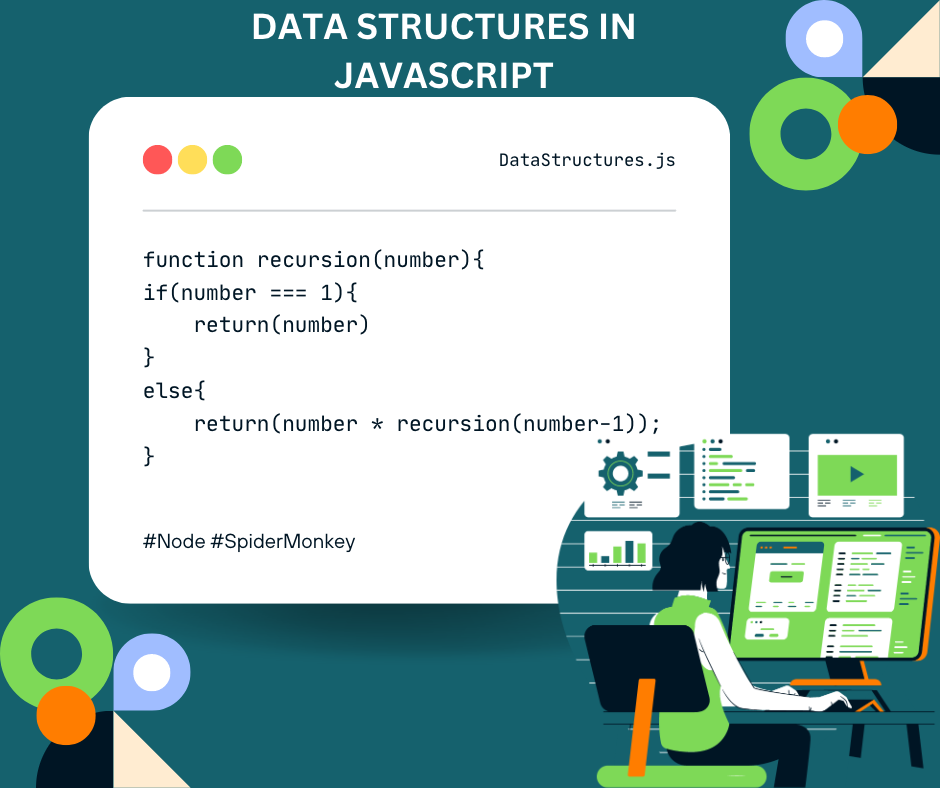 DATA STRUCTURES IN
JAVASCRIPT
DataStructures.js
function recursion(number){
if(number === 1){
    return(number)
}
else{
    return(number * recursion(number-1));
}
#Node #SpiderMonkey